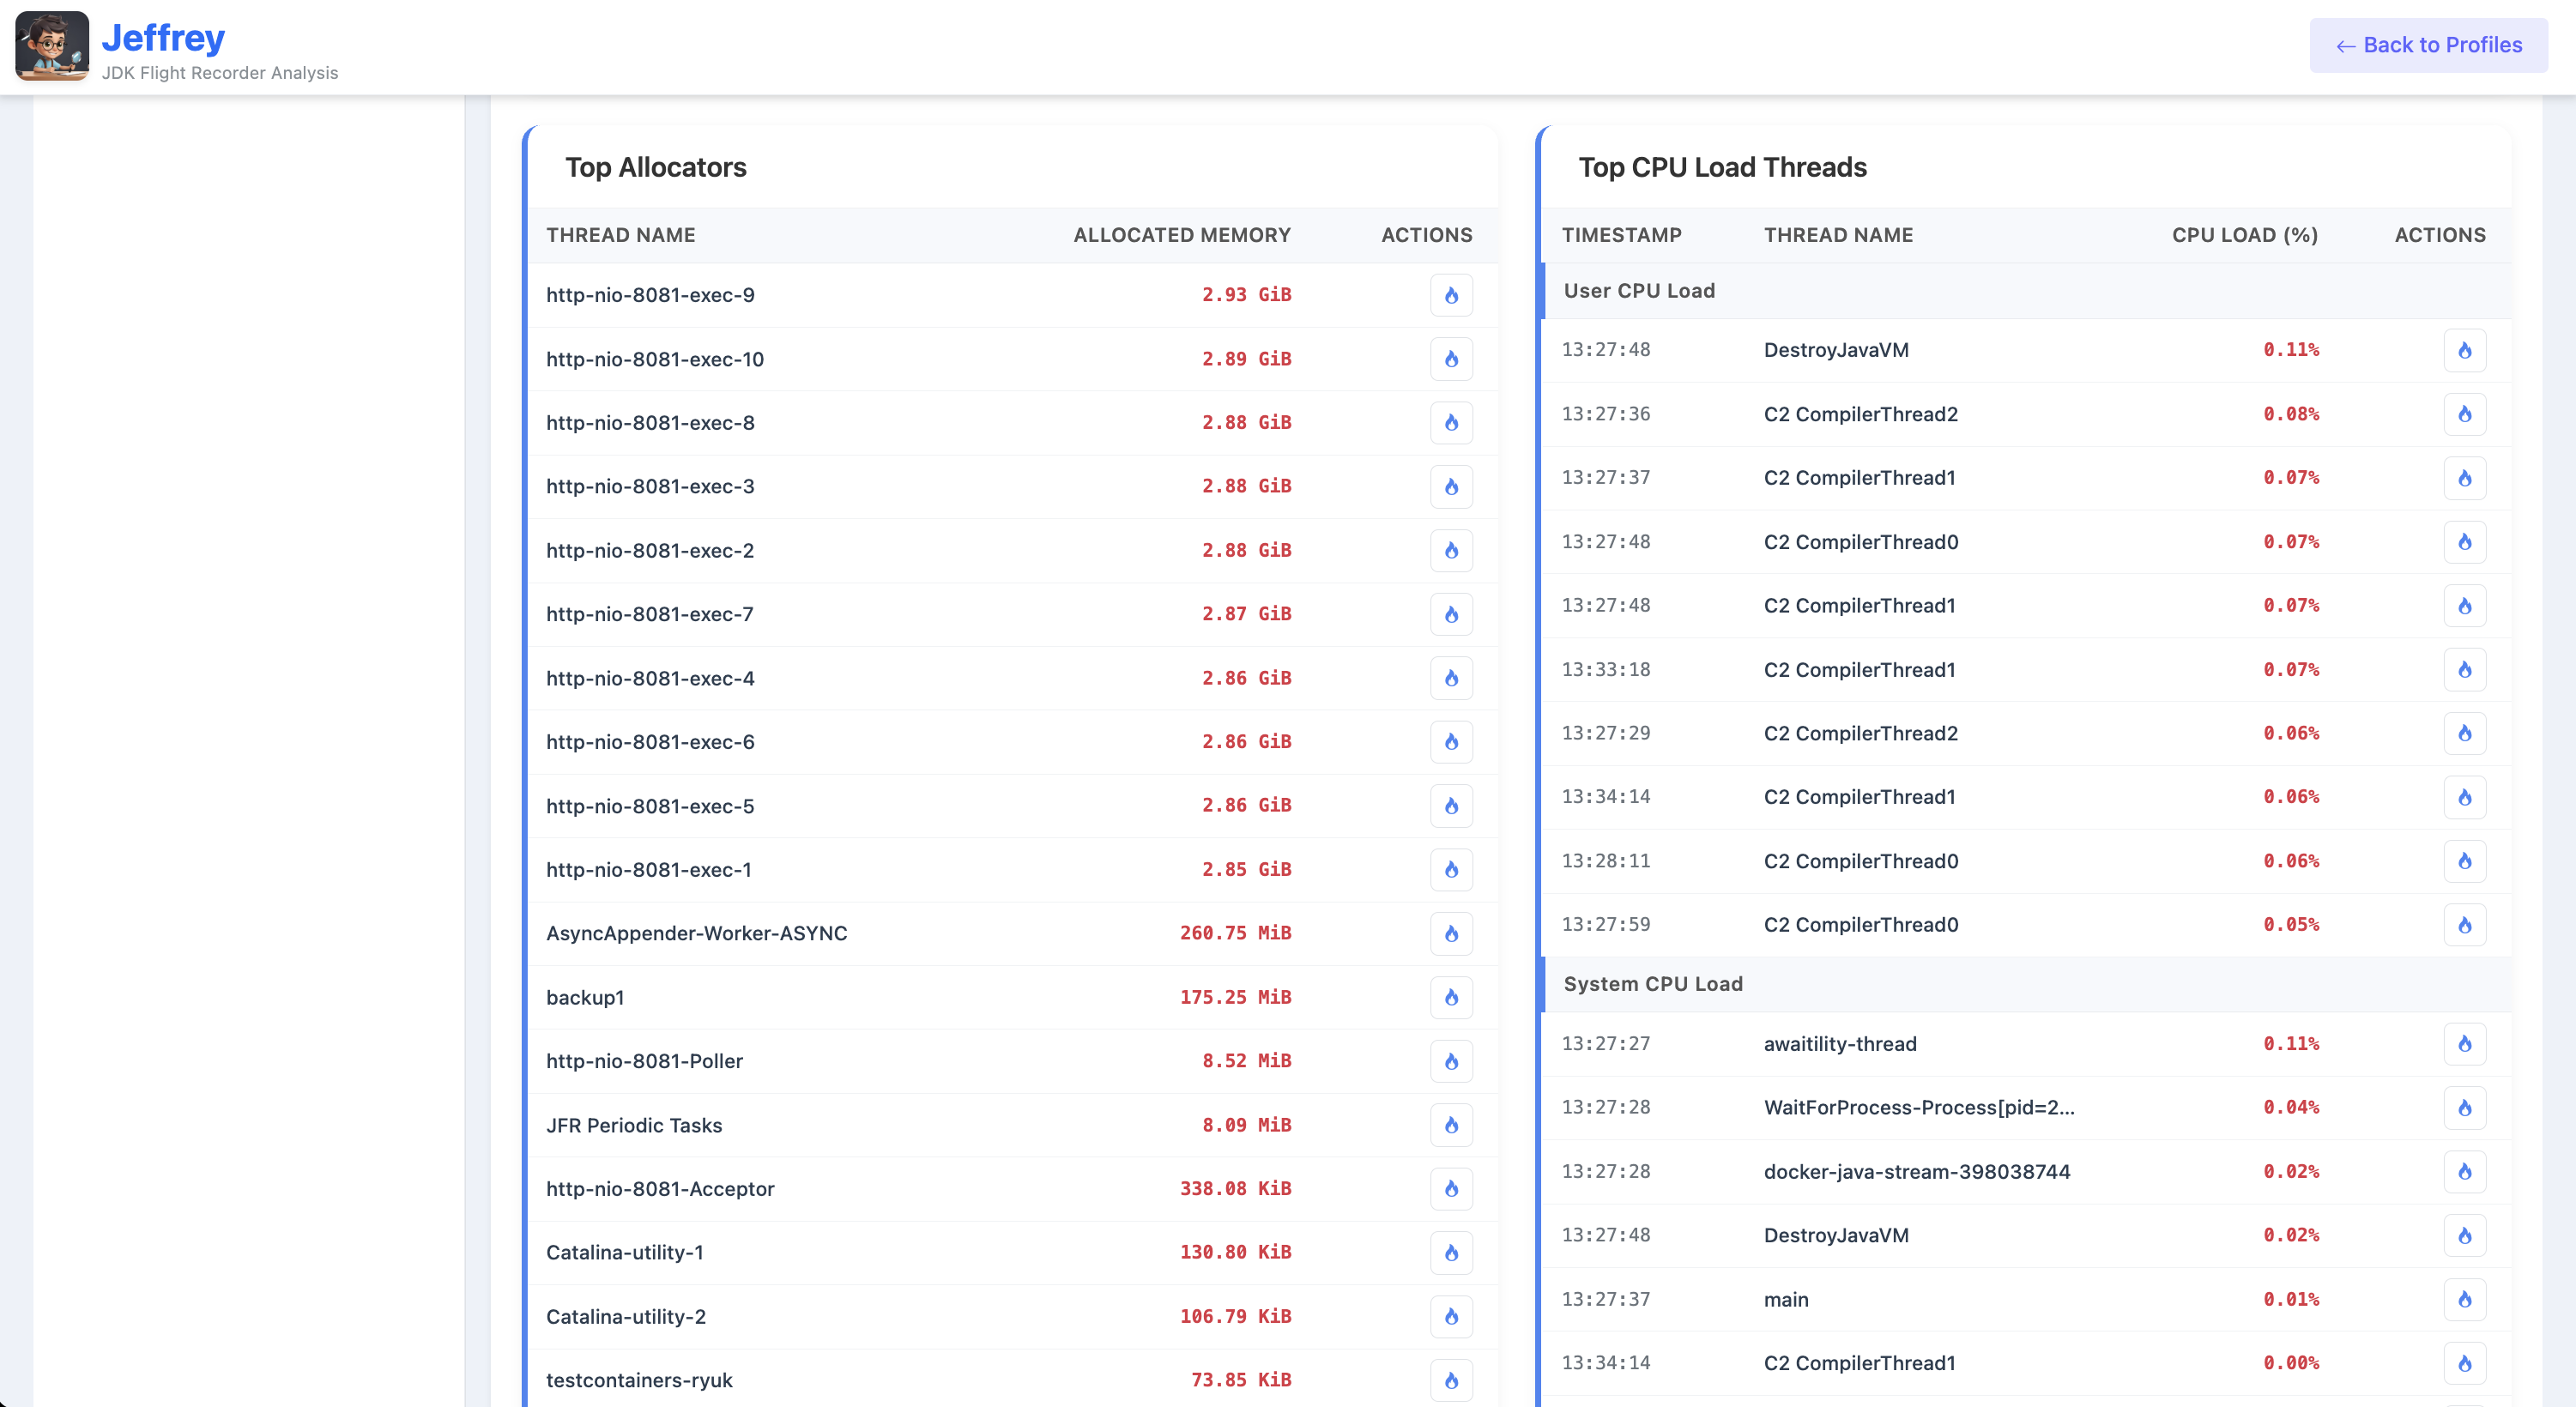 Jeffrey
JDK Flight Recorder Analysis
← Back to Profiles
Top Allocators
THREAD NAME ALLOCATED MEMORY ACTIONS
http-nio-8081-exec-9 2.93 GiB
http-nio-8081-exec-10 2.89 GiB
http-nio-8081-exec-8 2.88 GiB
http-nio-8081-exec-3 2.88 GiB
http-nio-8081-exec-2 2.88 GiB
http-nio-8081-exec-7 2.87 GiB
http-nio-8081-exec-4 2.86 GiB
http-nio-8081-exec-6 2.86 GiB
http-nio-8081-exec-5 2.86 GiB
http-nio-8081-exec-1 2.85 GiB
AsyncAppender-Worker-ASYNC 260.75 MiB
backup1 175.25 MiB
http-nio-8081-Poller 8.52 MiB
JFR Periodic Tasks 8.09 MiB
http-nio-8081-Acceptor 338.08 KiB
Catalina-utility-1 130.80 KiB
Catalina-utility-2 106.79 KiB
testcontainers-ryuk 73.85 KiB
Top CPU Load Threads
TIMESTAMP THREAD NAME CPU LOAD (%) ACTIONS
User CPU Load
13:27:48 DestroyJavaVM 0.11%
13:27:36 C2 CompilerThread2 0.08%
13:27:37 C2 CompilerThread1 0.07%
13:27:48 C2 CompilerThread0 0.07%
13:27:48 C2 CompilerThread1 0.07%
13:33:18 C2 CompilerThread1 0.07%
13:27:29 C2 CompilerThread2 0.06%
13:34:14 C2 CompilerThread1 0.06%
13:28:11 C2 CompilerThread0 0.06%
13:27:59 C2 CompilerThread0 0.05%
System CPU Load
13:27:27 awaitility-thread 0.11%
13:27:28 WaitForProcess-Process[pid=2... 0.04%
13:27:28 docker-java-stream-398038744 0.02%
13:27:48 DestroyJavaVM 0.02%
13:27:37 main 0.01%
13:34:14 C2 CompilerThread1 0.00%